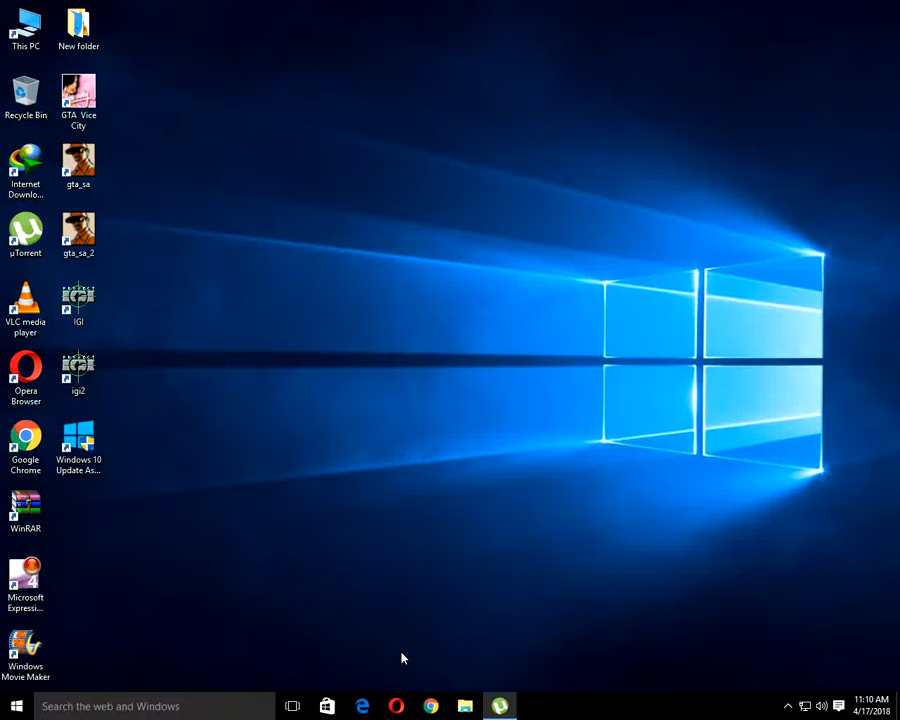 This PC
New folder
Recycle Bin
GTA Vice
City
Internet
Downlo...
gta_sa
µTorrent
gta_sa_2
VLC media
player
IGI
Opera
Browser
igi2
Google
Chrome
Windows 10
Update As...
WinRAR
4
Microsoft
Expressi...
Windows
Movie Maker
Search the web and Windows
11:10 AM
4/17/2018